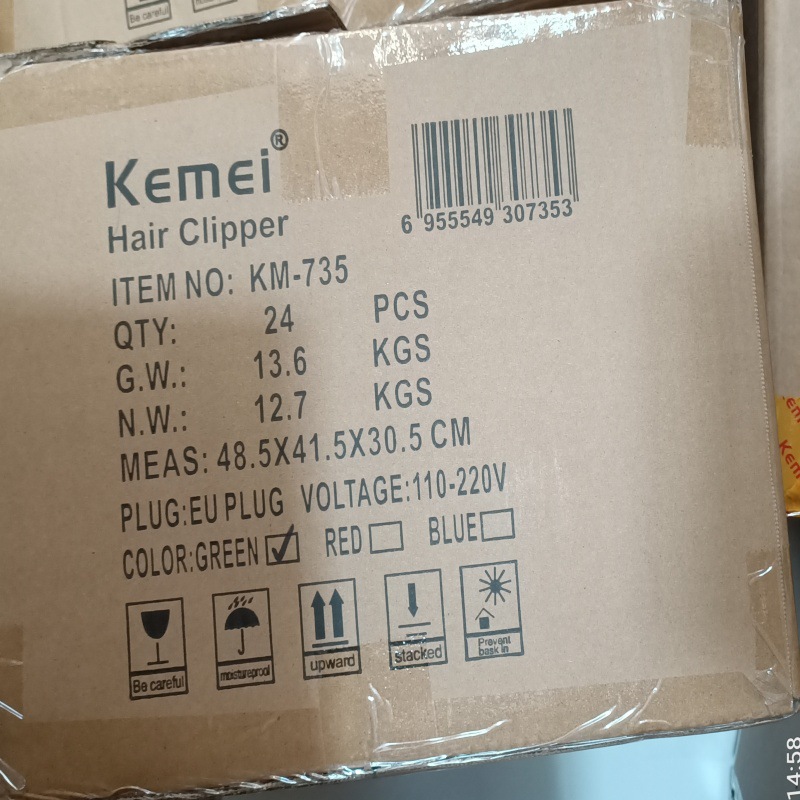 Be careful
Kemei®
Hair Clipper
6 955549 307353
ITEM NO: KM-735
QTY: 24 PCS
G.W.: 13.6 KGS
N.W.: 12.7 KGS
MEAS: 48.5X41.5X30.5 CM
PLUG:EU PLUG VOLTAGE:110-220V
COLOR:GREEN RED BLUE
Be careful
moistureproof
upward
stacked
Prevent
bask in
14:58